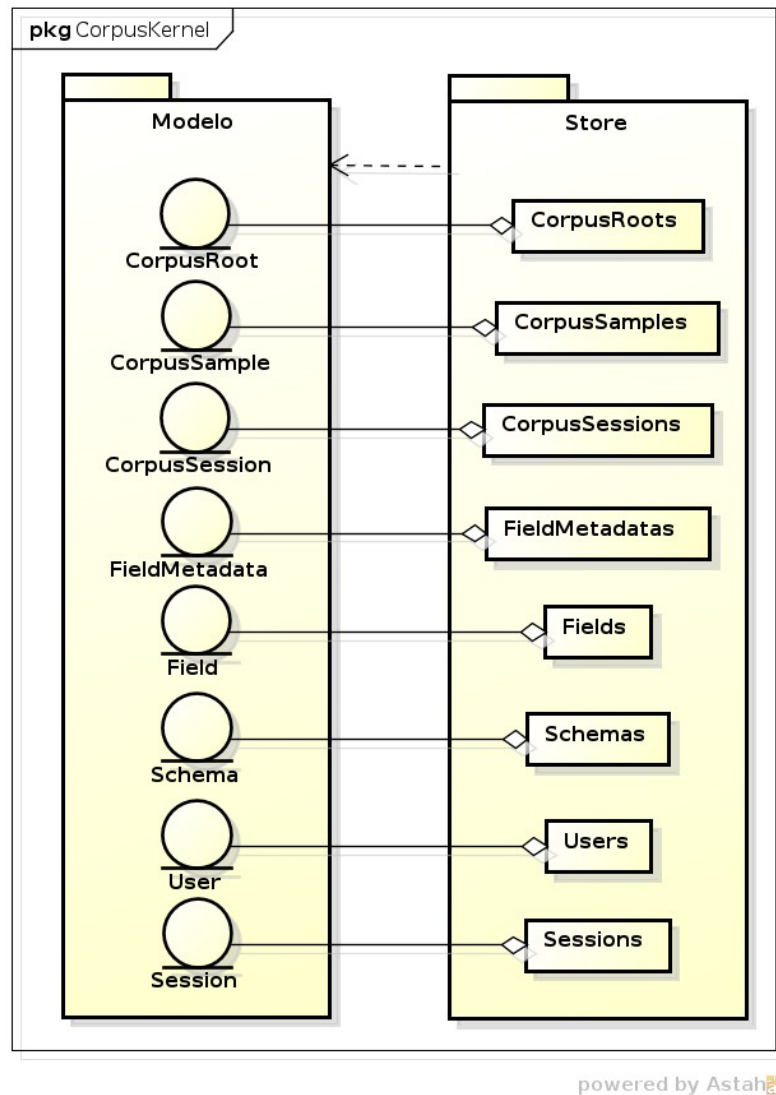 pkg CorpusKernel
Modelo
Store
CorpusRoot
CorpusRoots
CorpusSample
CorpusSamples
CorpusSession
CorpusSessions
FieldMetadata
FieldMetadatas
Field
Fields
Schema
Schemas
User
Users
Session
Sessions
powered by Astah